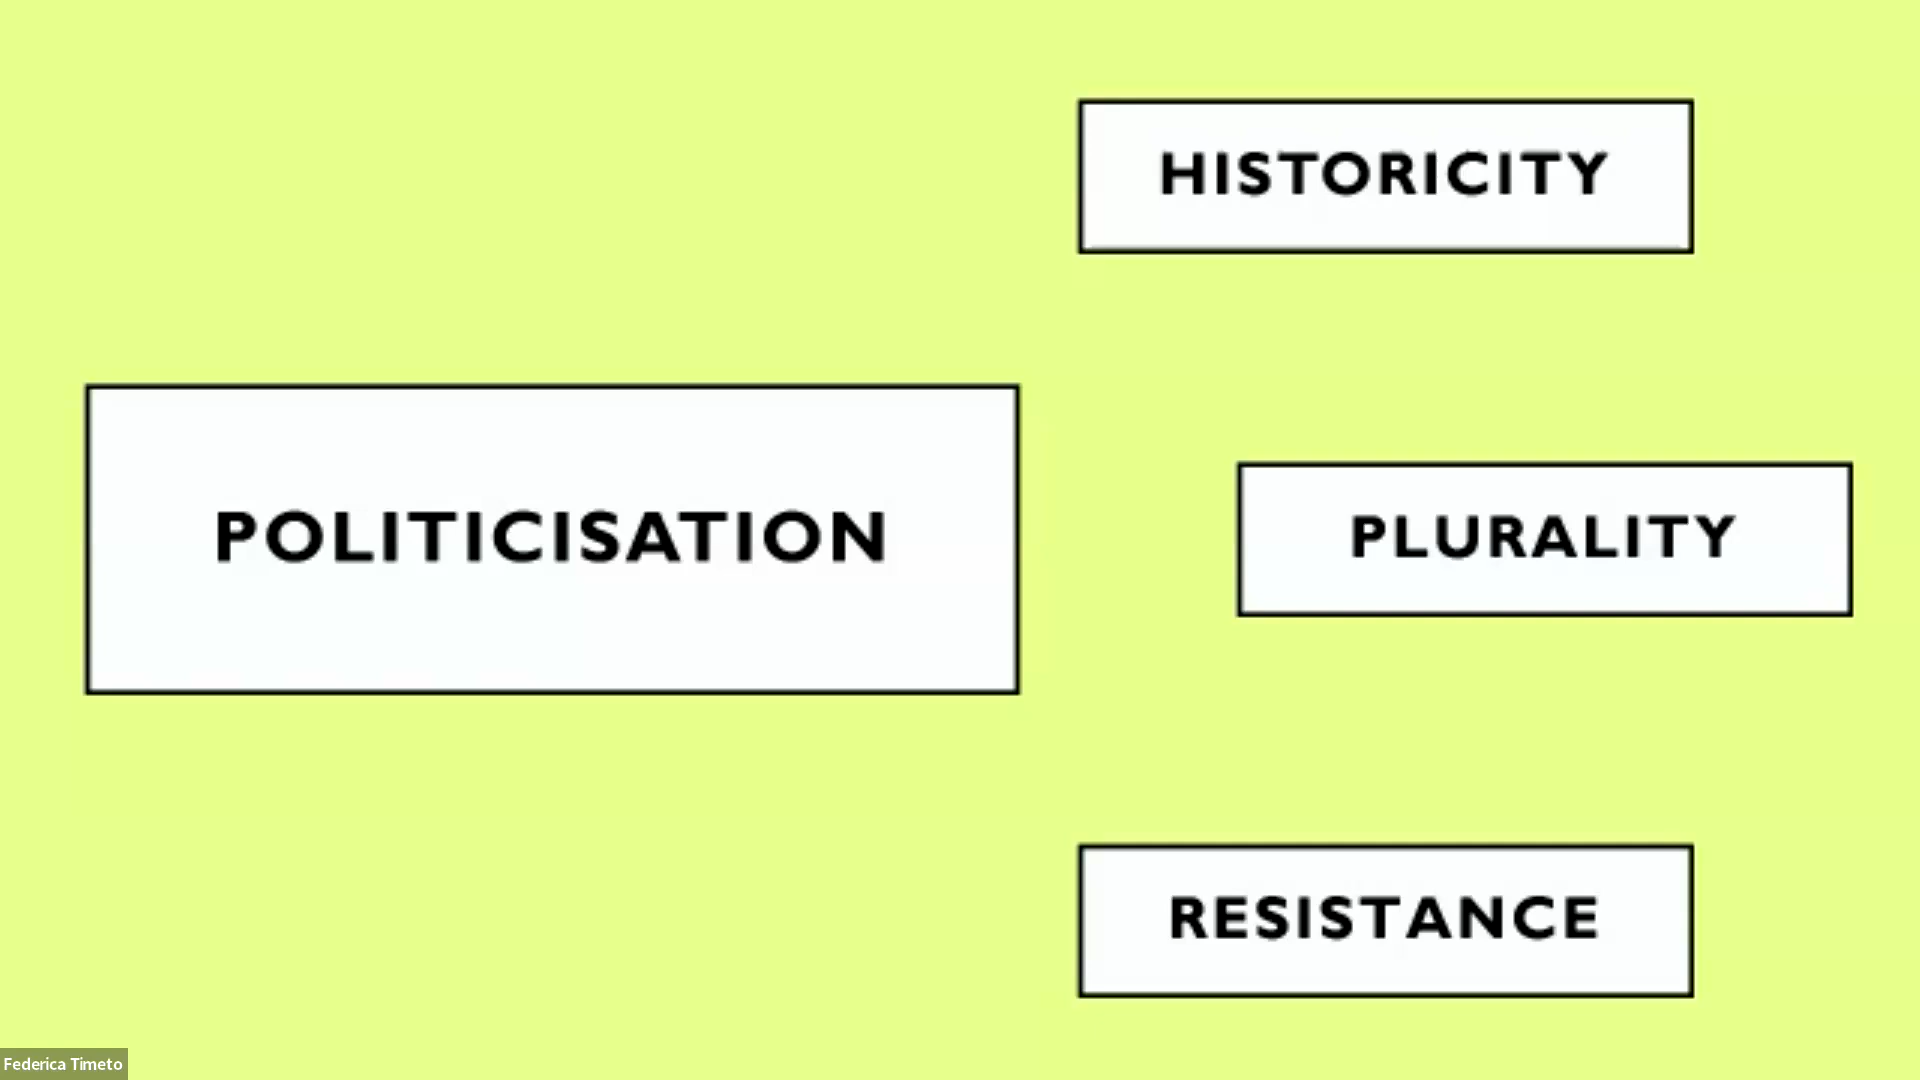 HISTORICITY
POLITICISATION
PLURALITY
RESISTANCE
Federica Timeto